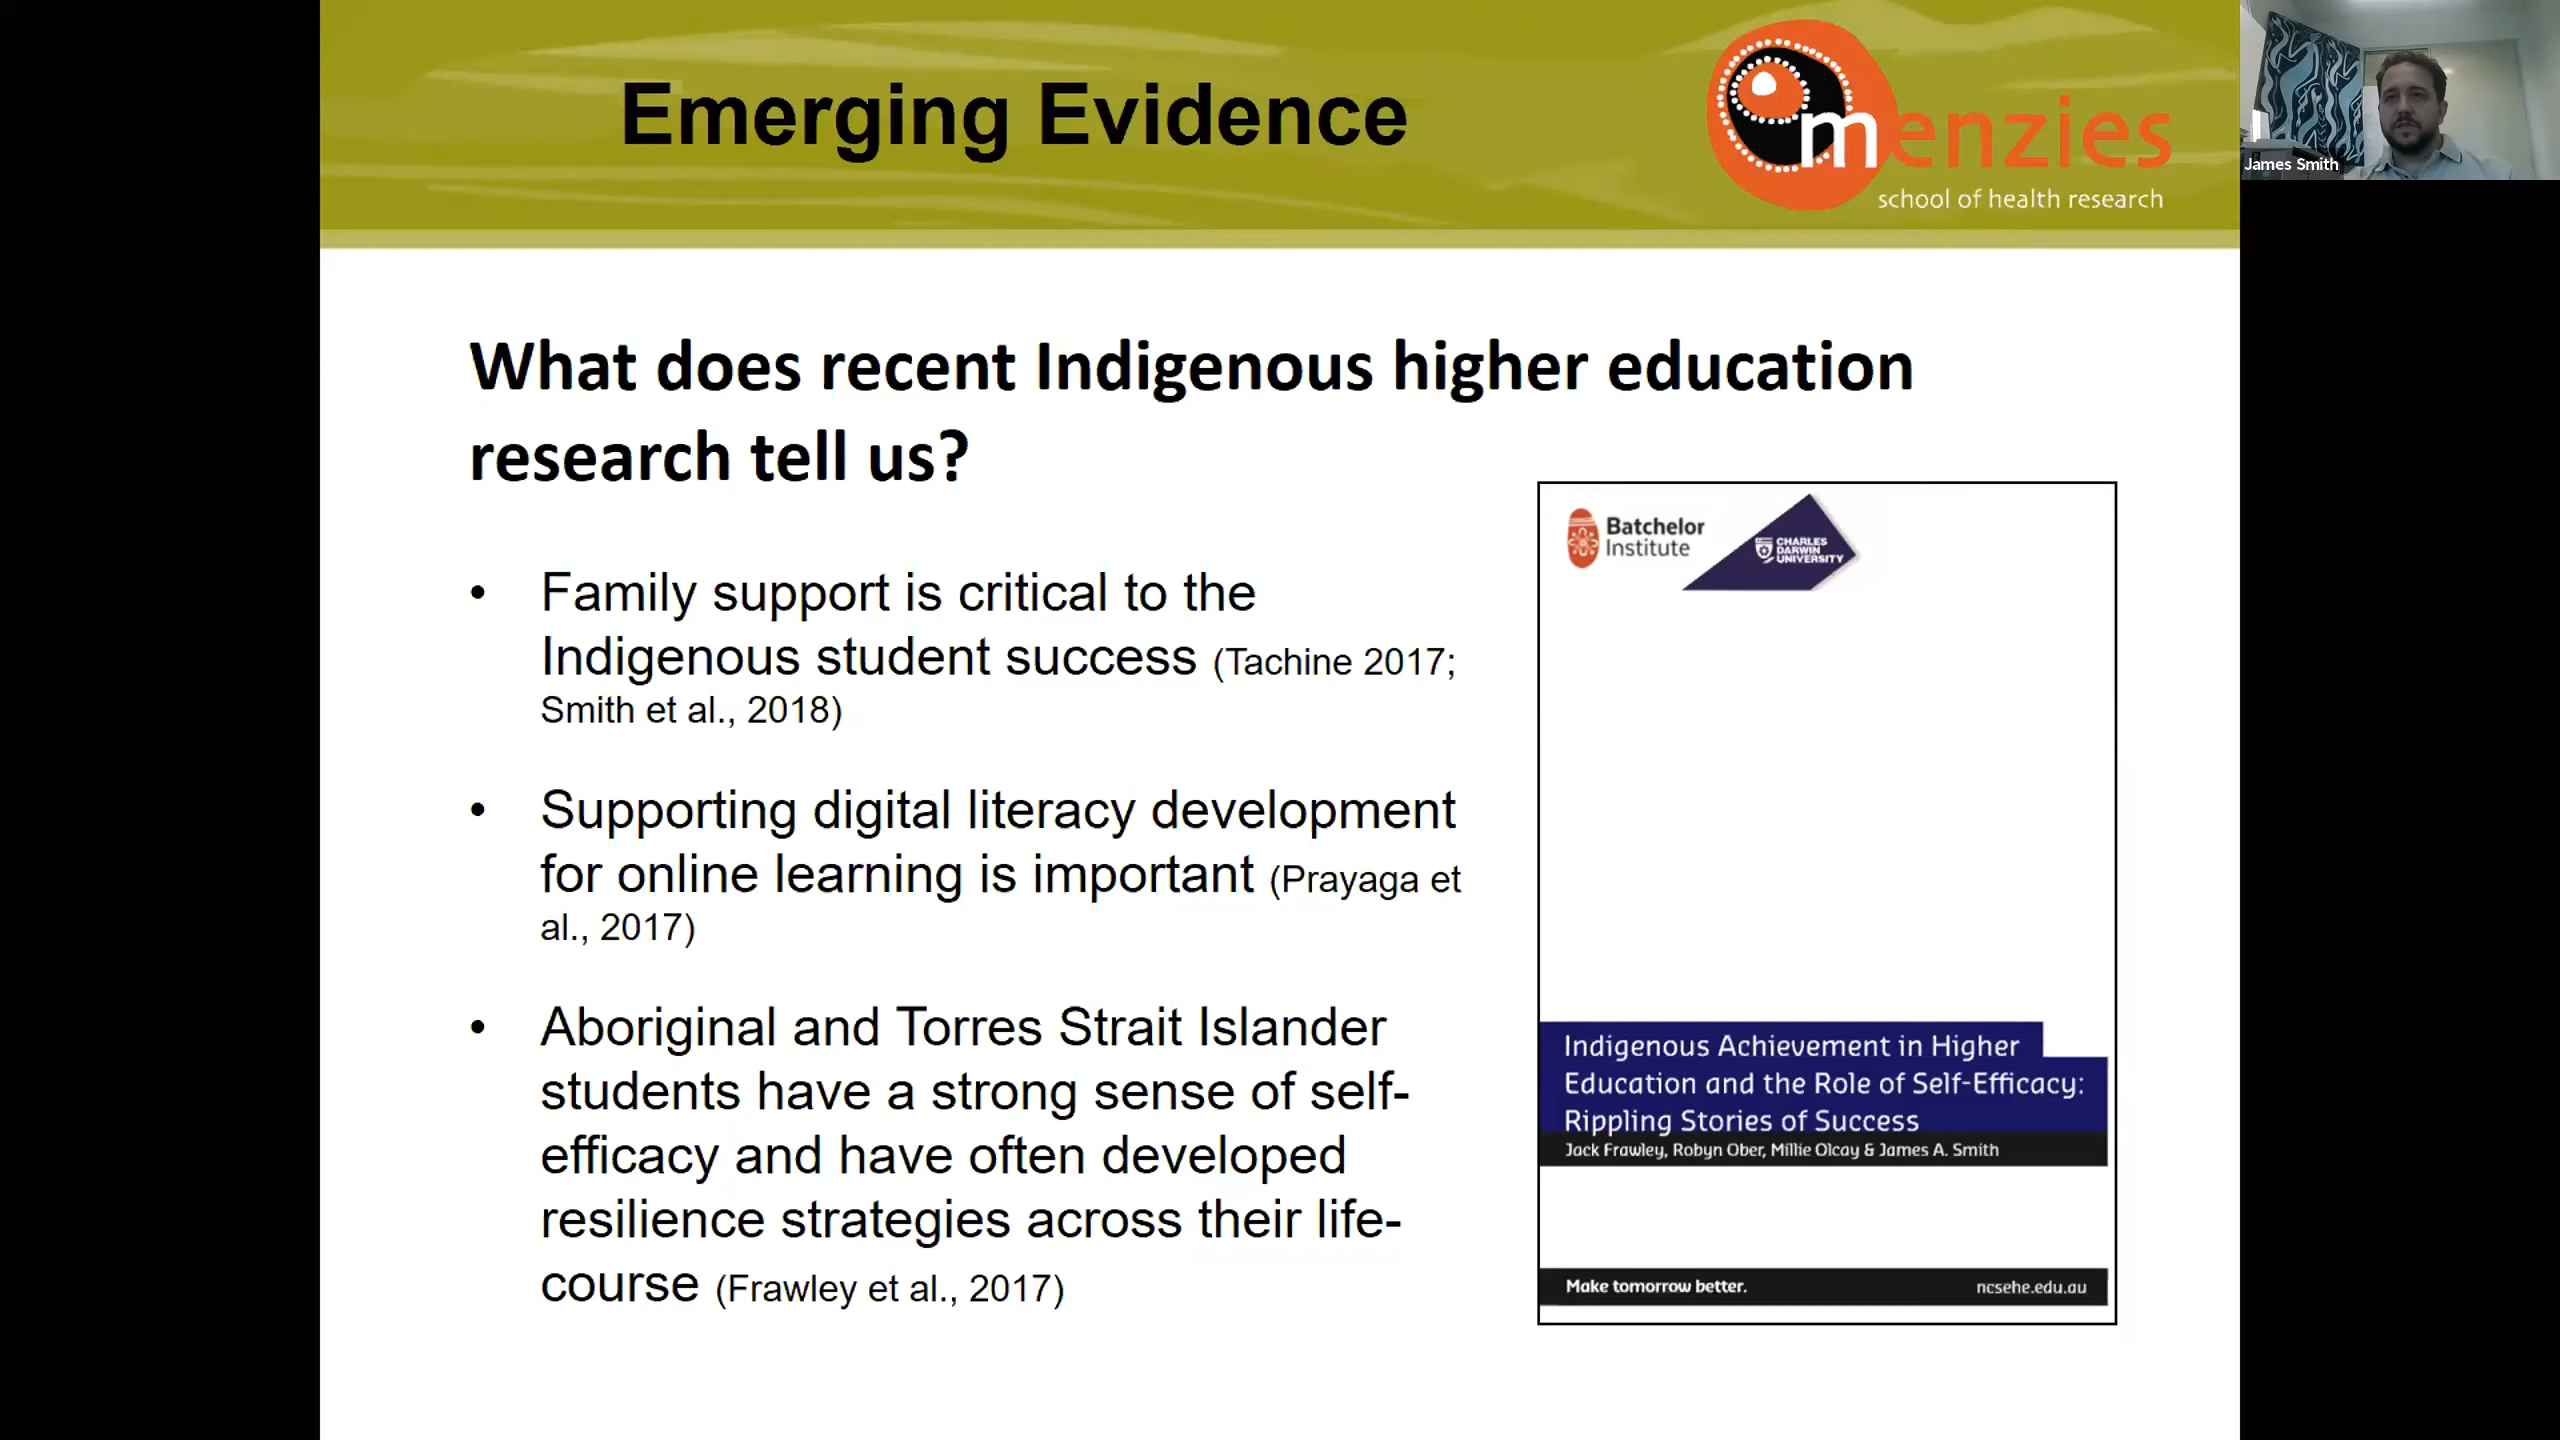 Emerging Evidence
menzies
school of health research
James Smith
What does recent Indigenous higher education
research tell us?
• Family support is critical to the
Indigenous student success (Tachine 2017;
Smith et al., 2018)
• Supporting digital literacy development
for online learning is important (Prayaga et
al., 2017)
• Aboriginal and Torres Strait Islander
students have a strong sense of self-
efficacy and have often developed
resilience strategies across their life-
course (Frawley et al., 2017)
Batchelor
Institute
CHARLES
DARWIN
UNIVERSITY
Indigenous Achievement in Higher
Education and the Role of Self-Efficacy:
Rippling Stories of Success
Jack Frawley, Robyn Ober, Millie Olcay & James A. Smith
Make tomorrow better.
ncsehe.edu.au